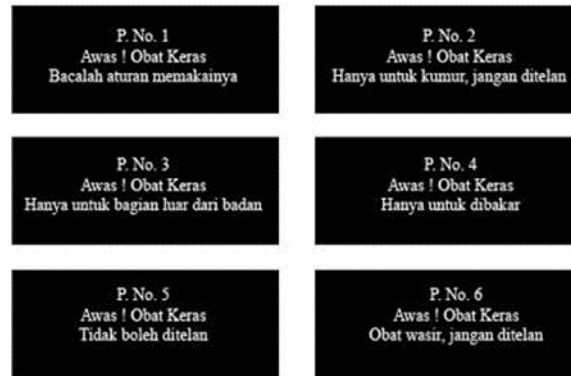 P. No. 1
Awas ! Obat Keras
Bacalah aturan memakainya
P. No. 2
Awas ! Obat Keras
Hanya untuk kumur, jangan ditelan
P. No. 3
Awas ! Obat Keras
Hanya untuk bagian luar dari badan
P. No. 4
Awas ! Obat Keras
Hanya untuk dibakar
P. No. 5
Awas ! Obat Keras
Tidak boleh ditelan
P. No. 6
Awas ! Obat Keras
Obat wasir, jangan ditelan